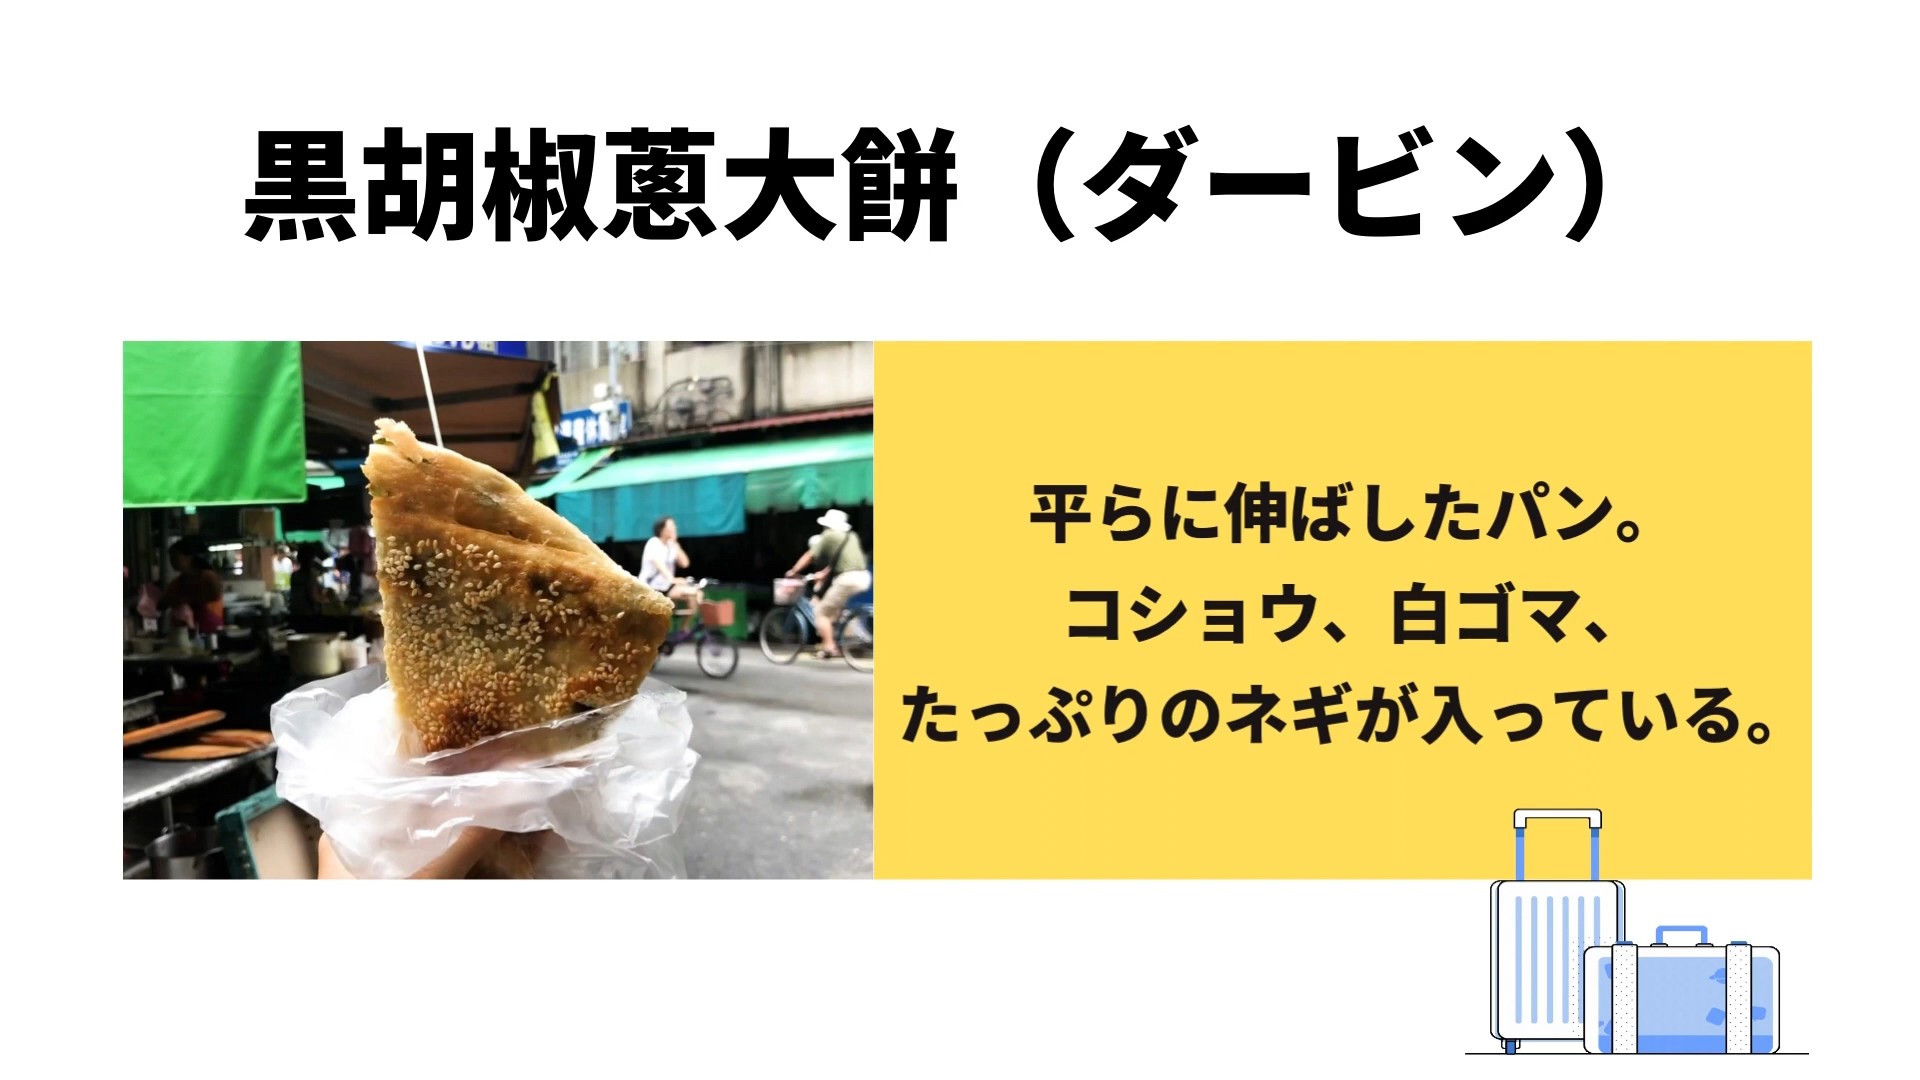 黒胡椒蔥大餅（ダービン）
平らに伸ばしたパン。
コショウ、白ゴマ、
たっぷりのネギが入っている。